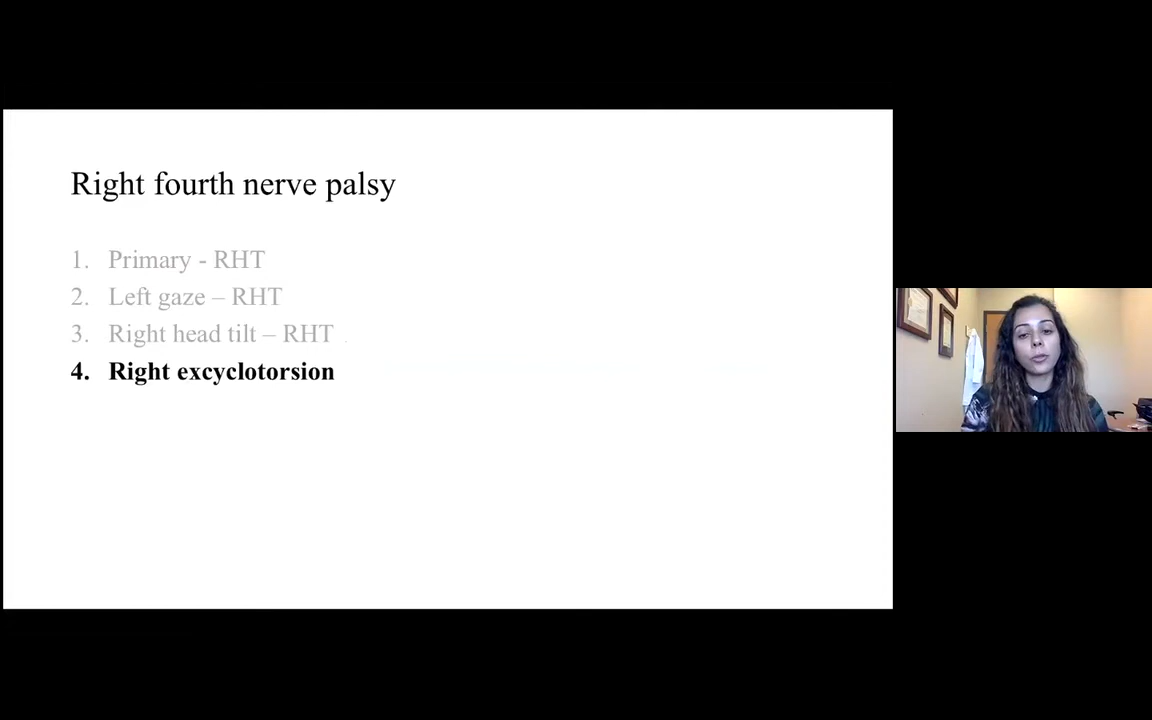 Right fourth nerve palsy
1. Primary - RHT
2. Left gaze – RHT
3. Right head tilt – RHT
4. Right excyclotorsion